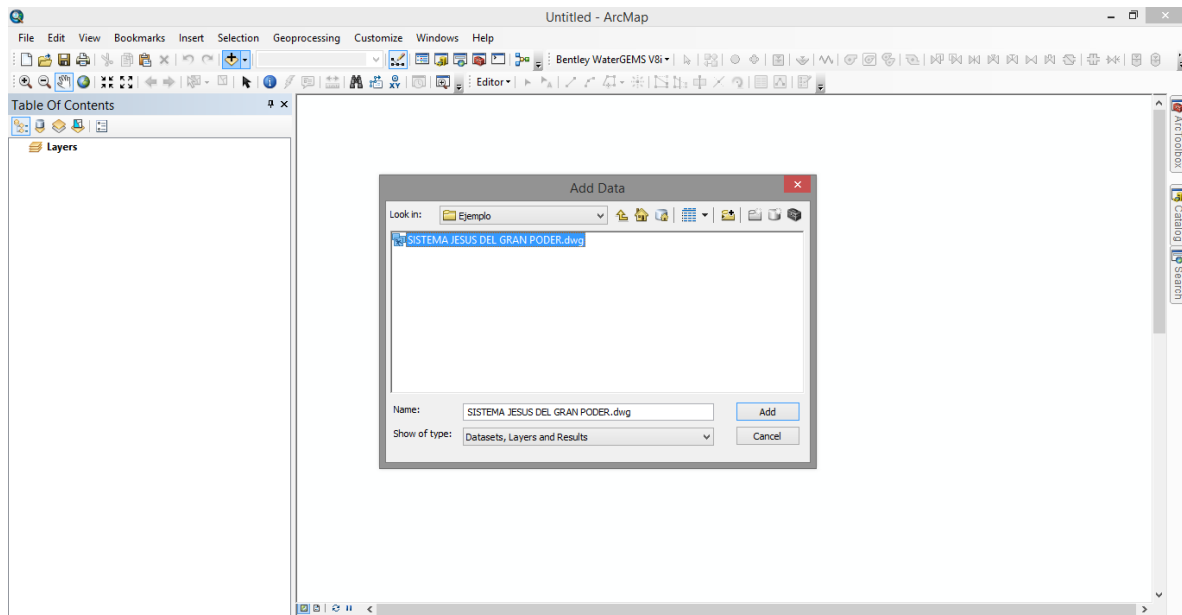 Untitled - ArcMap
File Edit View Bookmarks Insert Selection Geoprocessing Customize Windows Help
Bentley WaterGEMS V8i
Editor
Table Of Contents
Layers
Add Data
Look in: Ejemplo
SISTEMA JESUS DEL GRAN PODER.dwg
Name: SISTEMA JESUS DEL GRAN PODER.dwg
Add
Show of type: Datasets, Layers and Results
Cancel
ArcToolbox
Catalog
Search